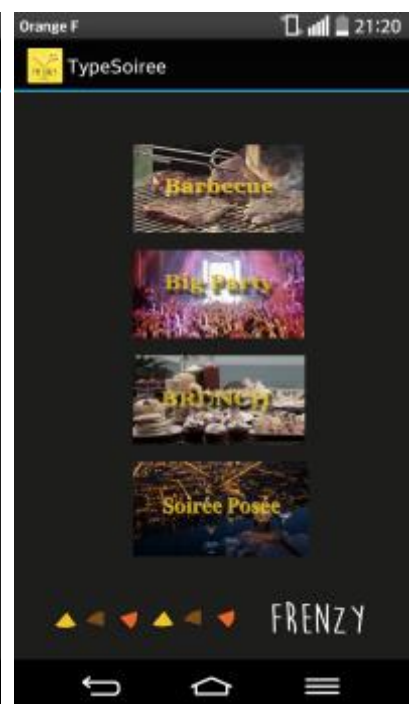 Orange F 21:20
TypeSoiree
Barbecue
Big Party
BRUNCH
Soirée Posée
FRENZY